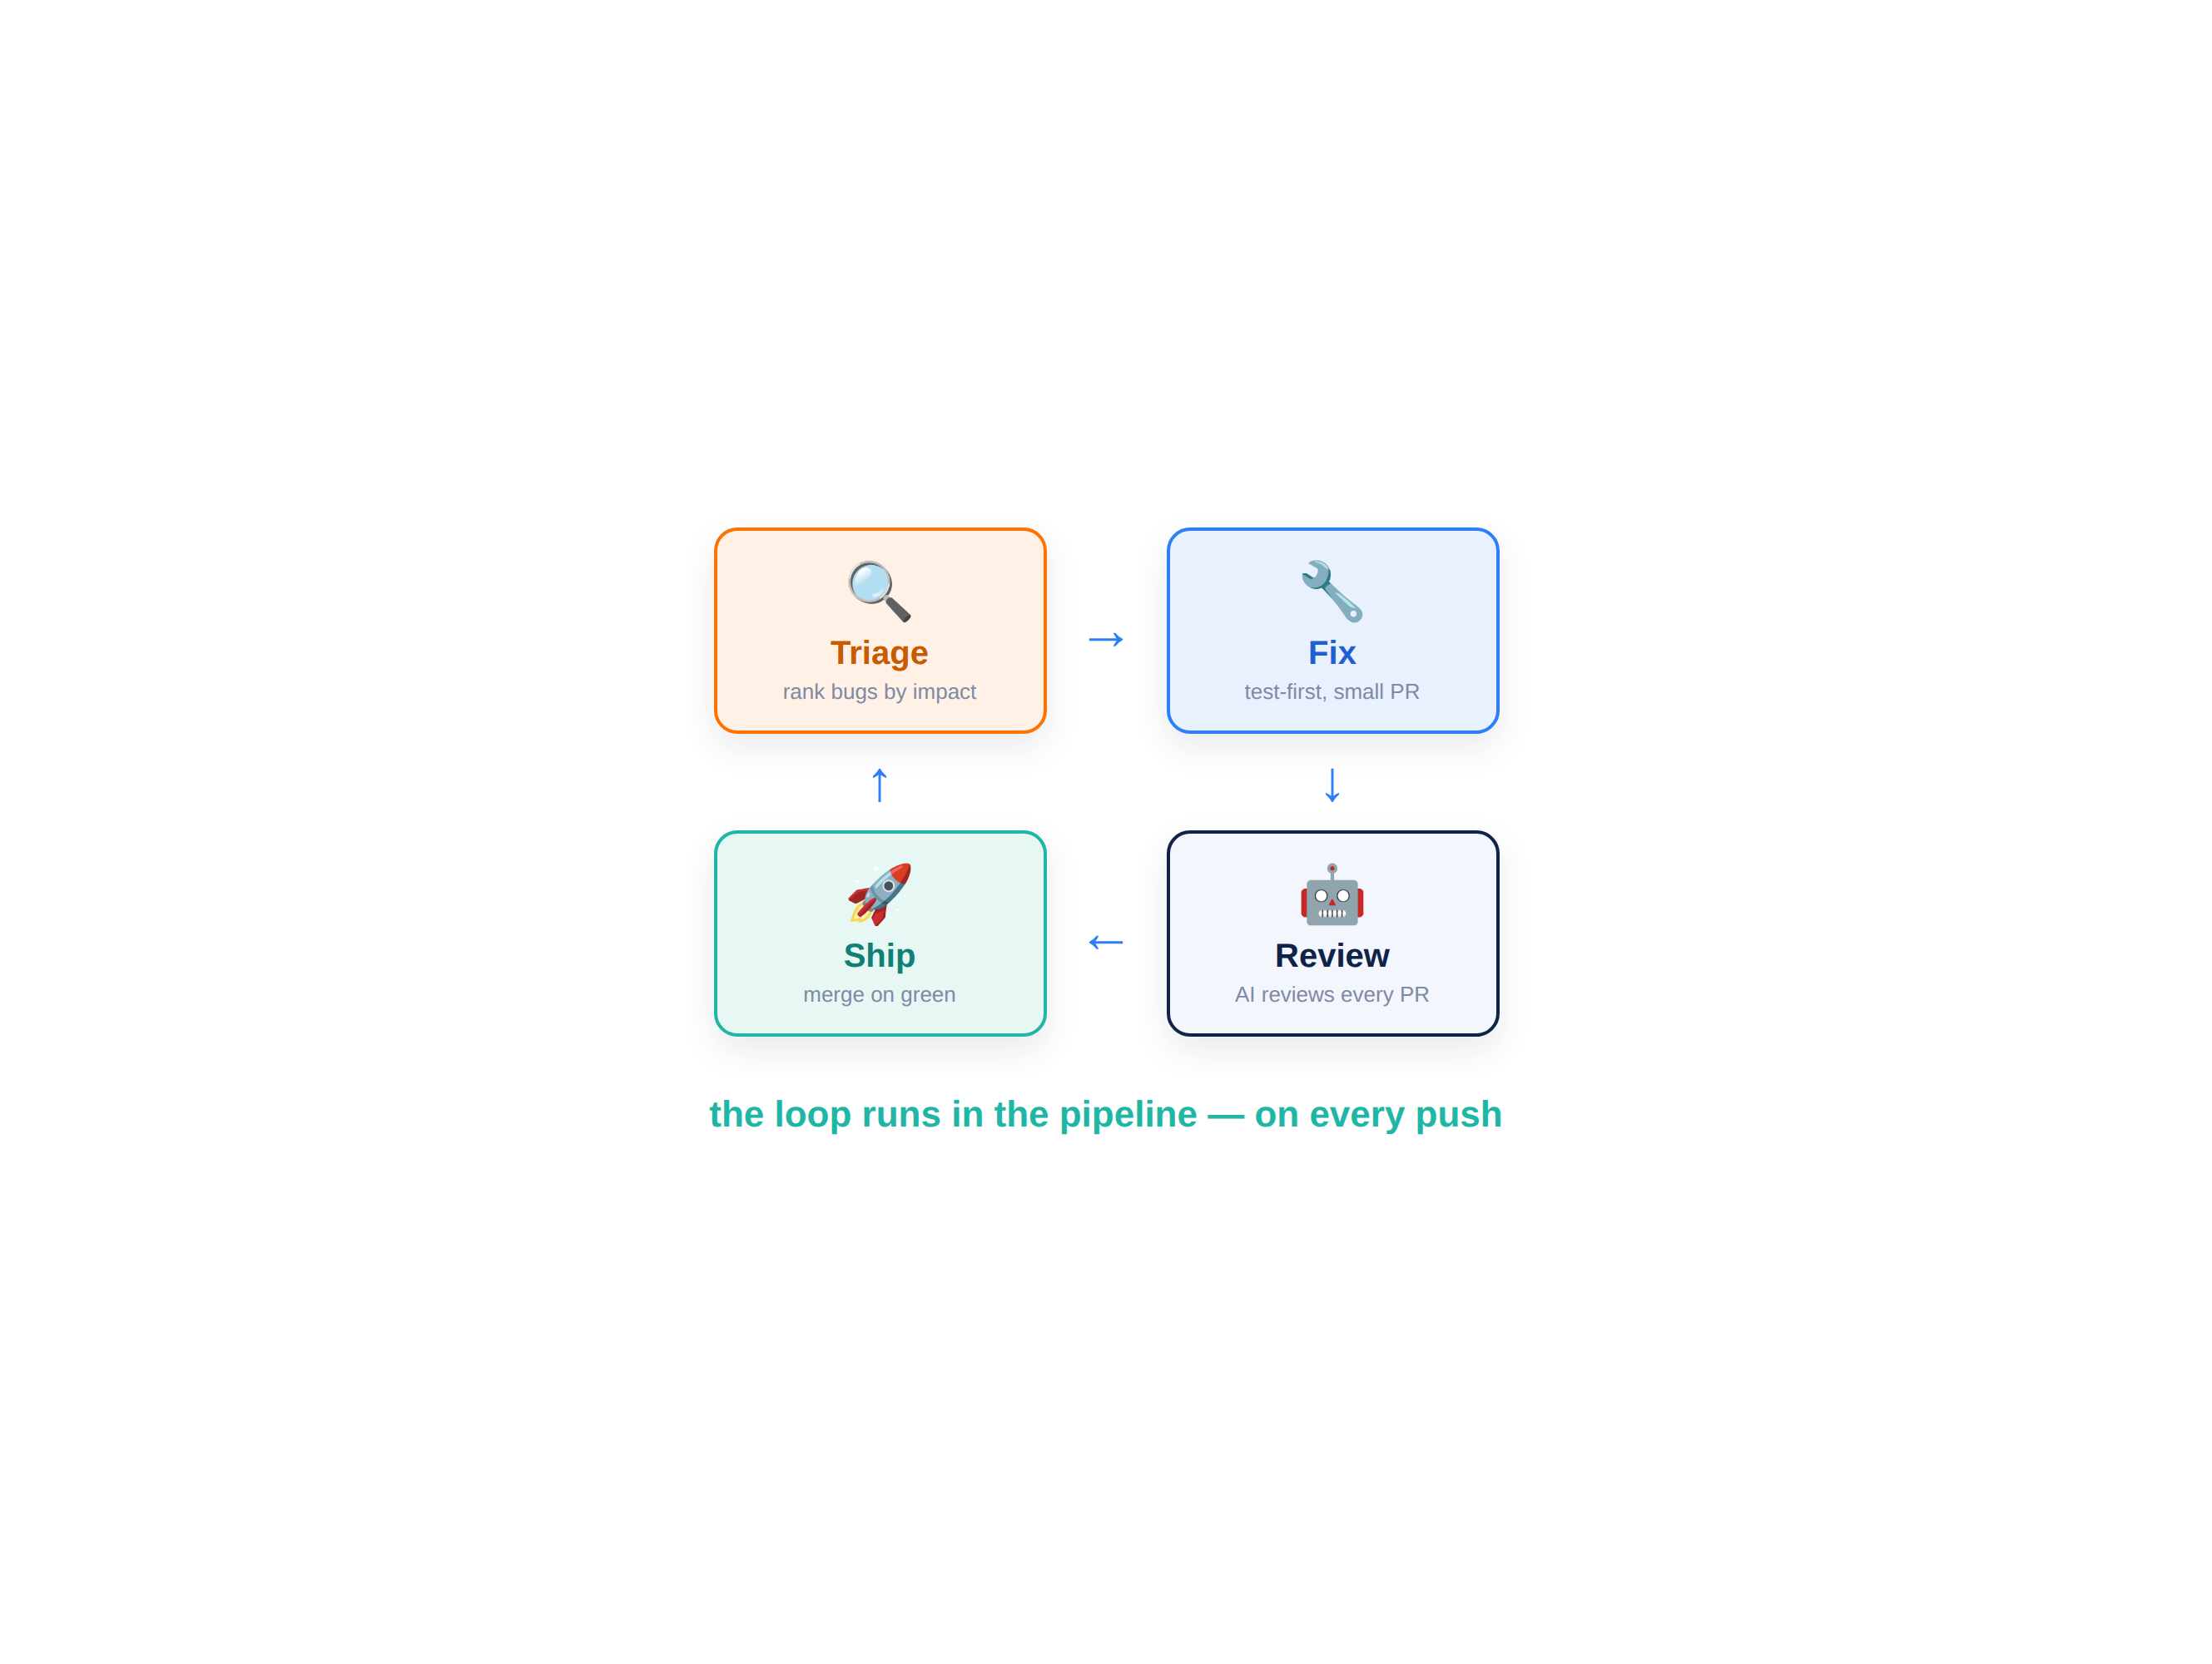 Triage
rank bugs by impact
→
Fix
test-first, small PR
↑
↓
Ship
merge on green
←
Review
AI reviews every PR
the loop runs in the pipeline — on every push